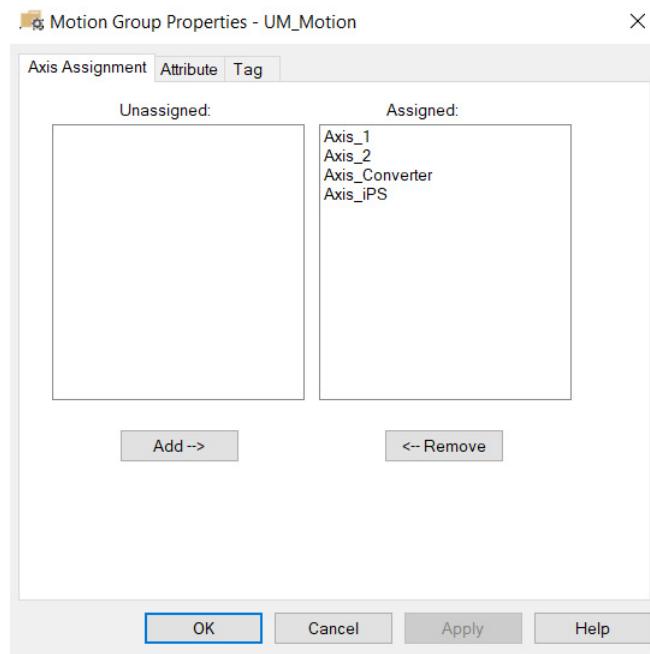 Motion Group Properties - UM_Motion
Axis Assignment Attribute Tag
Unassigned: Assigned:
Axis_1
Axis_2
Axis_Converter
Axis_iPS
Add --> <-- Remove
OK Cancel Apply Help